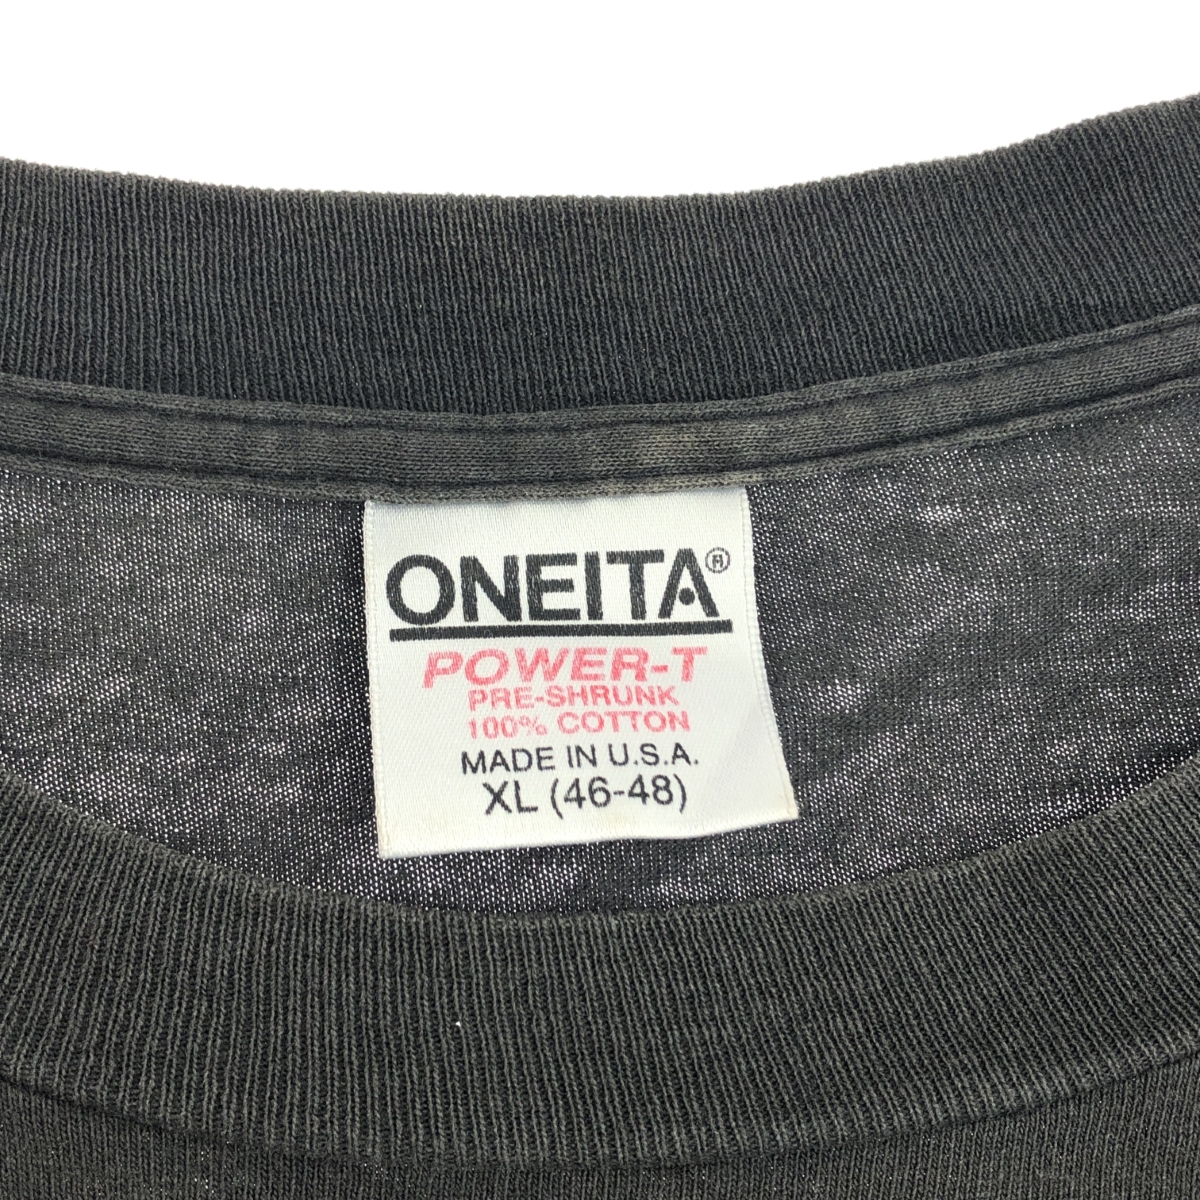 ONEITA®
POWER-T
PRE-SHRUNK
100% COTTON
MADE IN U.S.A.
XL (46-48)